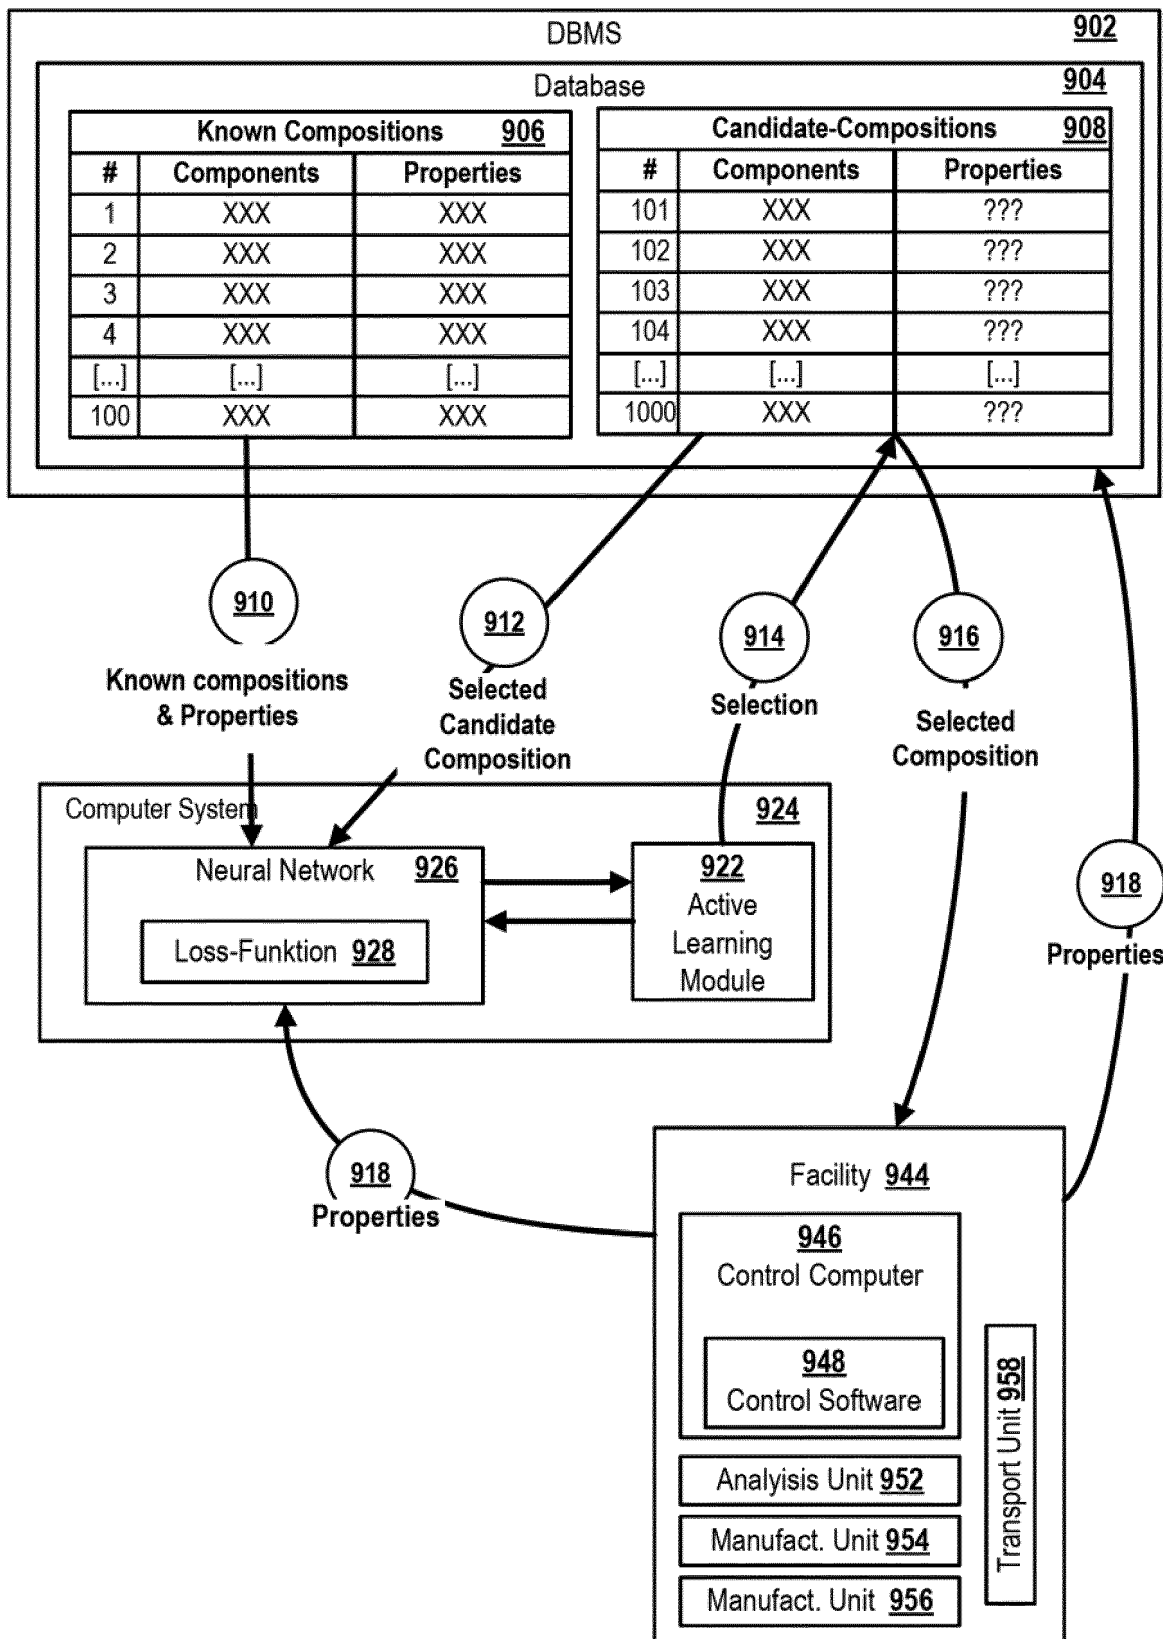 DBMS 902
Database 904
Known Compositions 906
# Components Properties
1 XXX XXX
2 XXX XXX
3 XXX XXX
4 XXX XXX
[...] [...] [...]
100 XXX XXX
Candidate-Compositions 908
# Components Properties
101 XXX ???
102 XXX ???
103 XXX ???
104 XXX ???
[...] [...] [...]
1000 XXX ???
910
Known compositions
& Properties
912
Selected
Candidate
Composition
914
Selection
916
Selected
Composition
918
Properties
Computer System 924
Neural Network 926
Loss-Funktion 928
922
Active
Learning
Module
918
Properties
Facility 944
946
Control Computer
948
Control Software
Analyisis Unit 952
Manufact. Unit 954
Manufact. Unit 956
Transport Unit 958